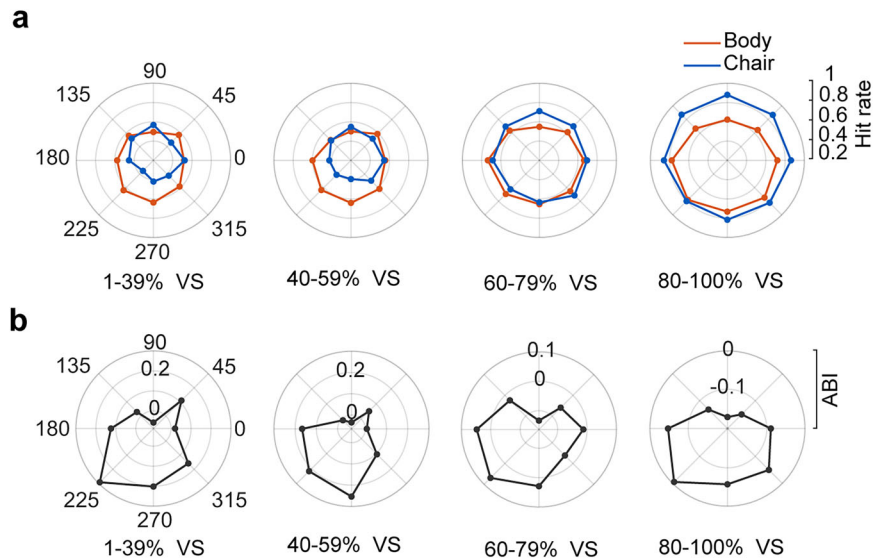 a
Body
Chair
90
135
45
180
0
225
315
270
1-39% VS
40-59% VS
60-79% VS
80-100% VS
1
0.8
0.6
0.4
0.2
Hit rate
b
90
135
45
0.2
0
180
0
225
315
270
1-39% VS
0.2
0
40-59% VS
0.1
0
60-79% VS
0
-0.1
80-100% VS
ABI